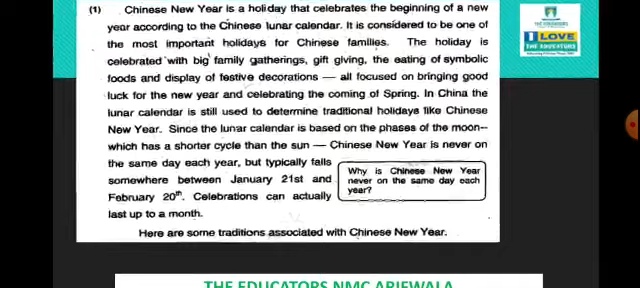 (1) Chinese New Year is a holiday that celebrates the beginning of a new
year according to the Chinese lunar calendar. It is considered to be one of
the most important holidays for Chinese families. The holiday is
celebrated with big family gatherings, gift giving, the eating of symbolic
foods and display of festive decorations — all focused on bringing good
luck for the new year and celebrating the coming of Spring. In China the
lunar calendar is still used to determine traditional holidays like Chinese
New Year. Since the lunar calendar is based on the phases of the moon--
which has a shorter cycle than the sun — Chinese New Year is never on
the same day each year, but typically falls
somewhere between January 21st and
February 20th. Celebrations can actually
last up to a month.
Why is Chinese New Year
never on the same day each
year?
Here are some traditions associated with Chinese New Year.
THE EDUCATORS
I LOVE
THE EDUCATORS
THE EDUCATORS NMC ARIFWALA